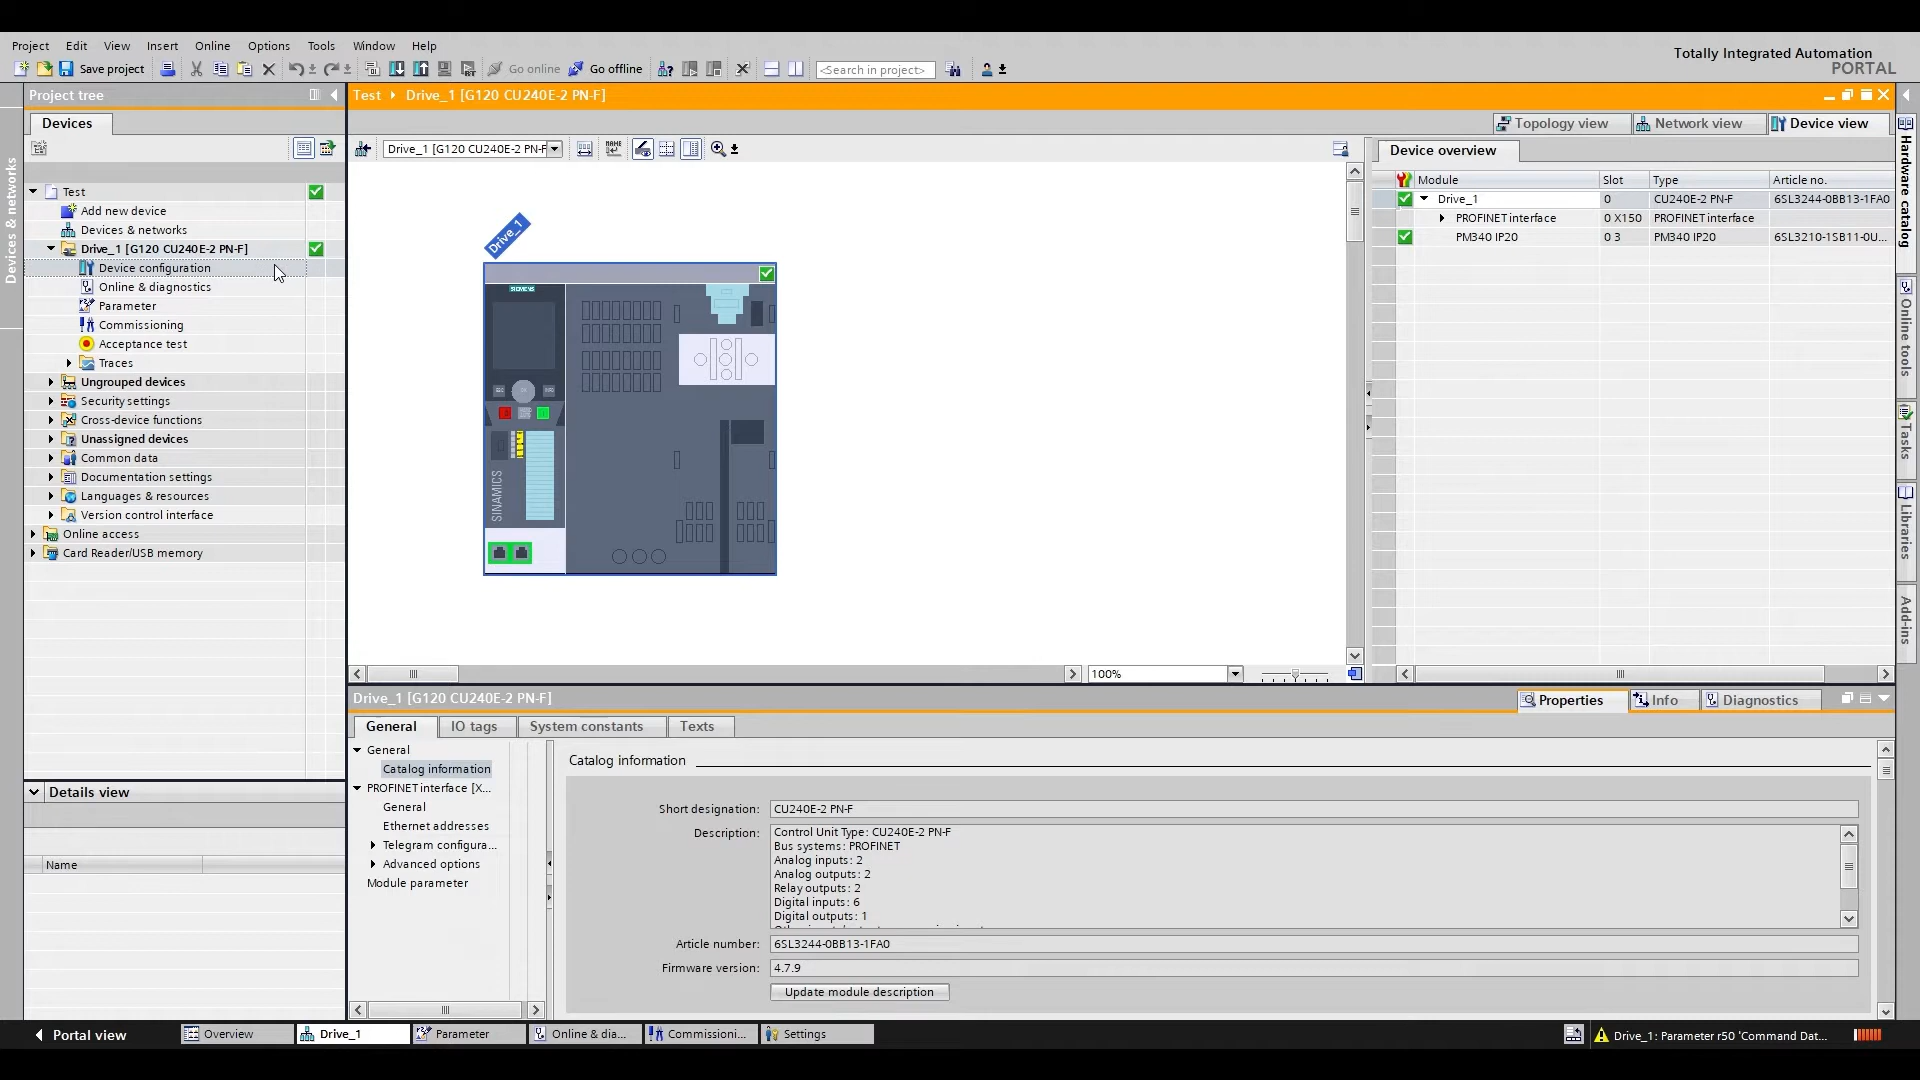 Project Edit View Insert Online Options Tools Window Help
Totally Integrated Automation
PORTAL
Save project Go online Go offline <Search in project>
Project tree
Test Drive_1 [G120 CU240E-2 PN-F]
Devices
Topology view Network view Device view
Drive_1 [G120 CU240E-2 PN-F
Device overview
Module Slot Type Article no.
Drive_1 0 CU240E-2 PN-F 6SL3244-0BB13-1FA0
PROFINET interface 0 X150 PROFINET interface
PM340 IP20 0 3 PM340 IP20 6SL3210-1SB11-0U...
Devices & networks
Test
Add new device
Devices & networks
Drive_1 [G120 CU240E-2 PN-F]
Device configuration
Online & diagnostics
Parameter
Commissioning
Acceptance test
Traces
Ungrouped devices
Security settings
Cross-device functions
Unassigned devices
Common data
Documentation settings
Languages & resources
Version control interface
Online access
Card Reader/USB memory
Drive_1
SIEMENS
SINAMICS
100%
Hardware catalog
Online tools
Tasks
Libraries
Add-ins
Details view
Name
Drive_1 [G120 CU240E-2 PN-F]
Properties Info Diagnostics
General IO tags System constants Texts
General
Catalog information
PROFINET interface [X...
General
Ethernet addresses
Telegram configura...
Advanced options
Module parameter
Catalog information
Short designation: CU240E-2 PN-F
Description: Control Unit Type: CU240E-2 PN-F
Bus systems: PROFINET
Analog inputs: 2
Analog outputs: 2
Relay outputs: 2
Digital inputs: 6
Digital outputs: 1
Article number: 6SL3244-0BB13-1FA0
Firmware version: 4.7.9
Update module description
Portal view Overview Drive_1 Parameter Online & dia... Commissioni... Settings Drive_1: Parameter r50 'Command Dat...